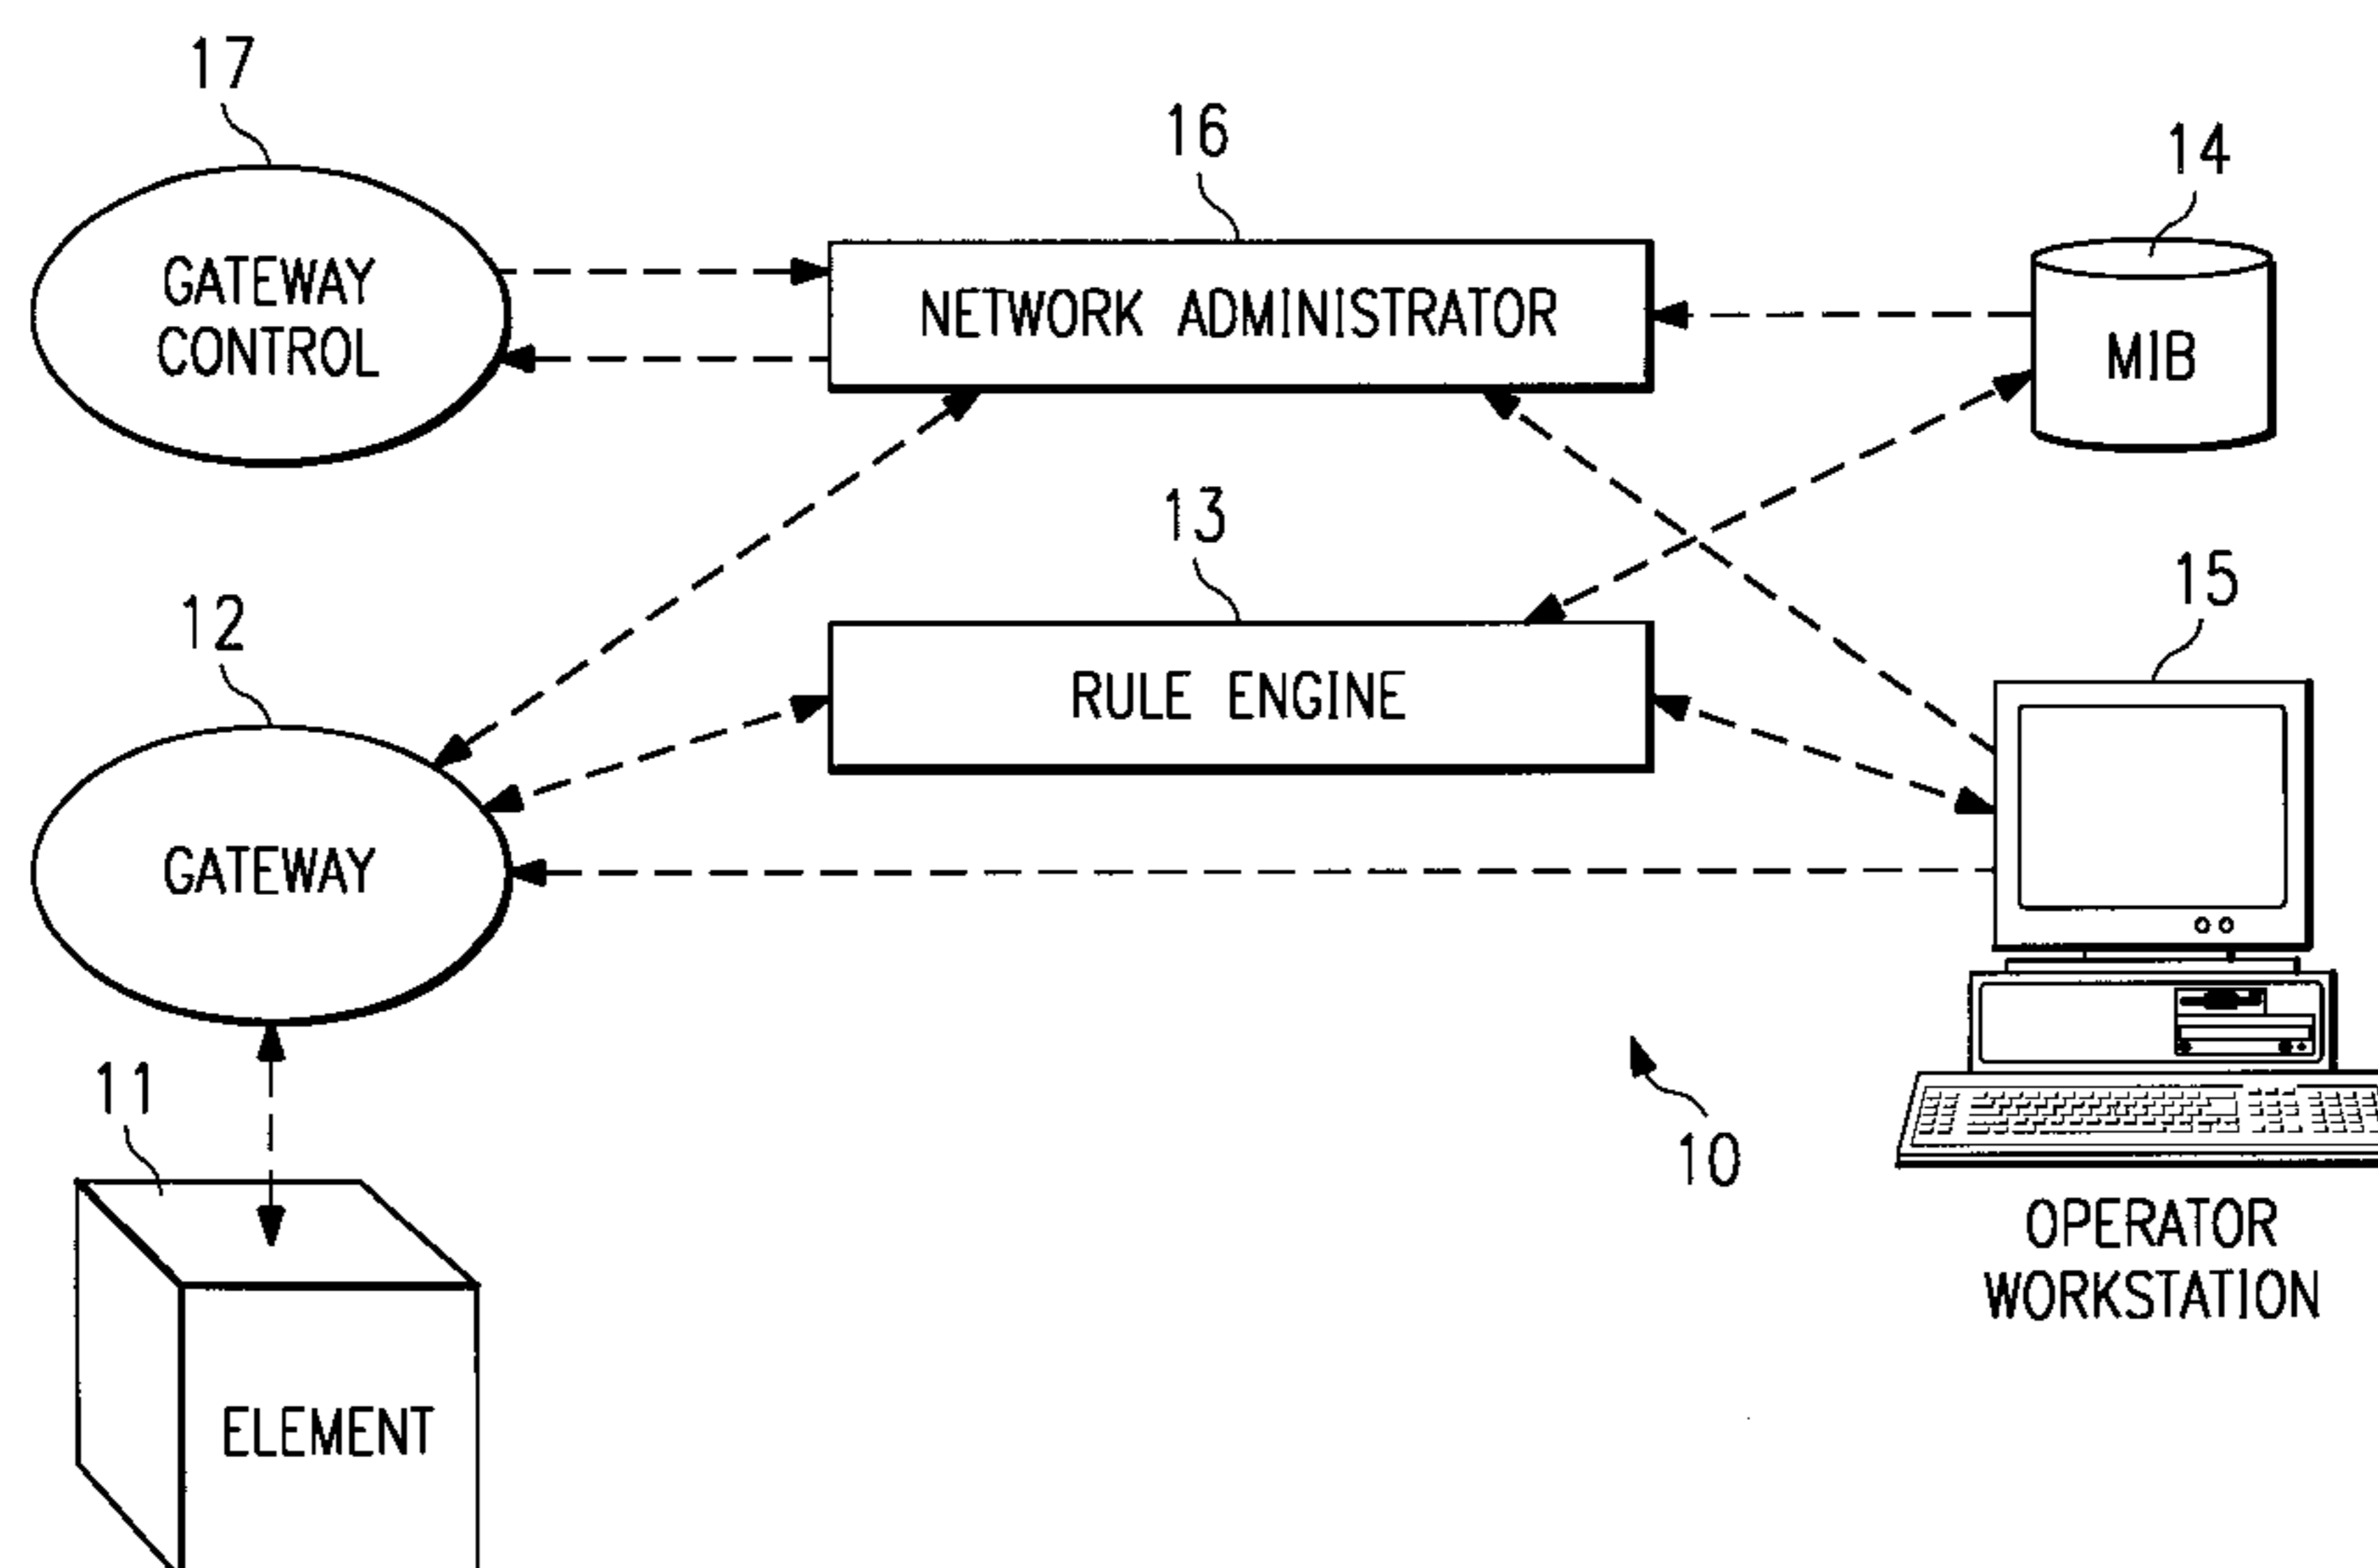 17
16
14
GATEWAY
CONTROL
NETWORK ADMINISTRATOR
MIB
13
15
12
RULE ENGINE
GATEWAY
11
10
OPERATOR
WORKSTATION
ELEMENT